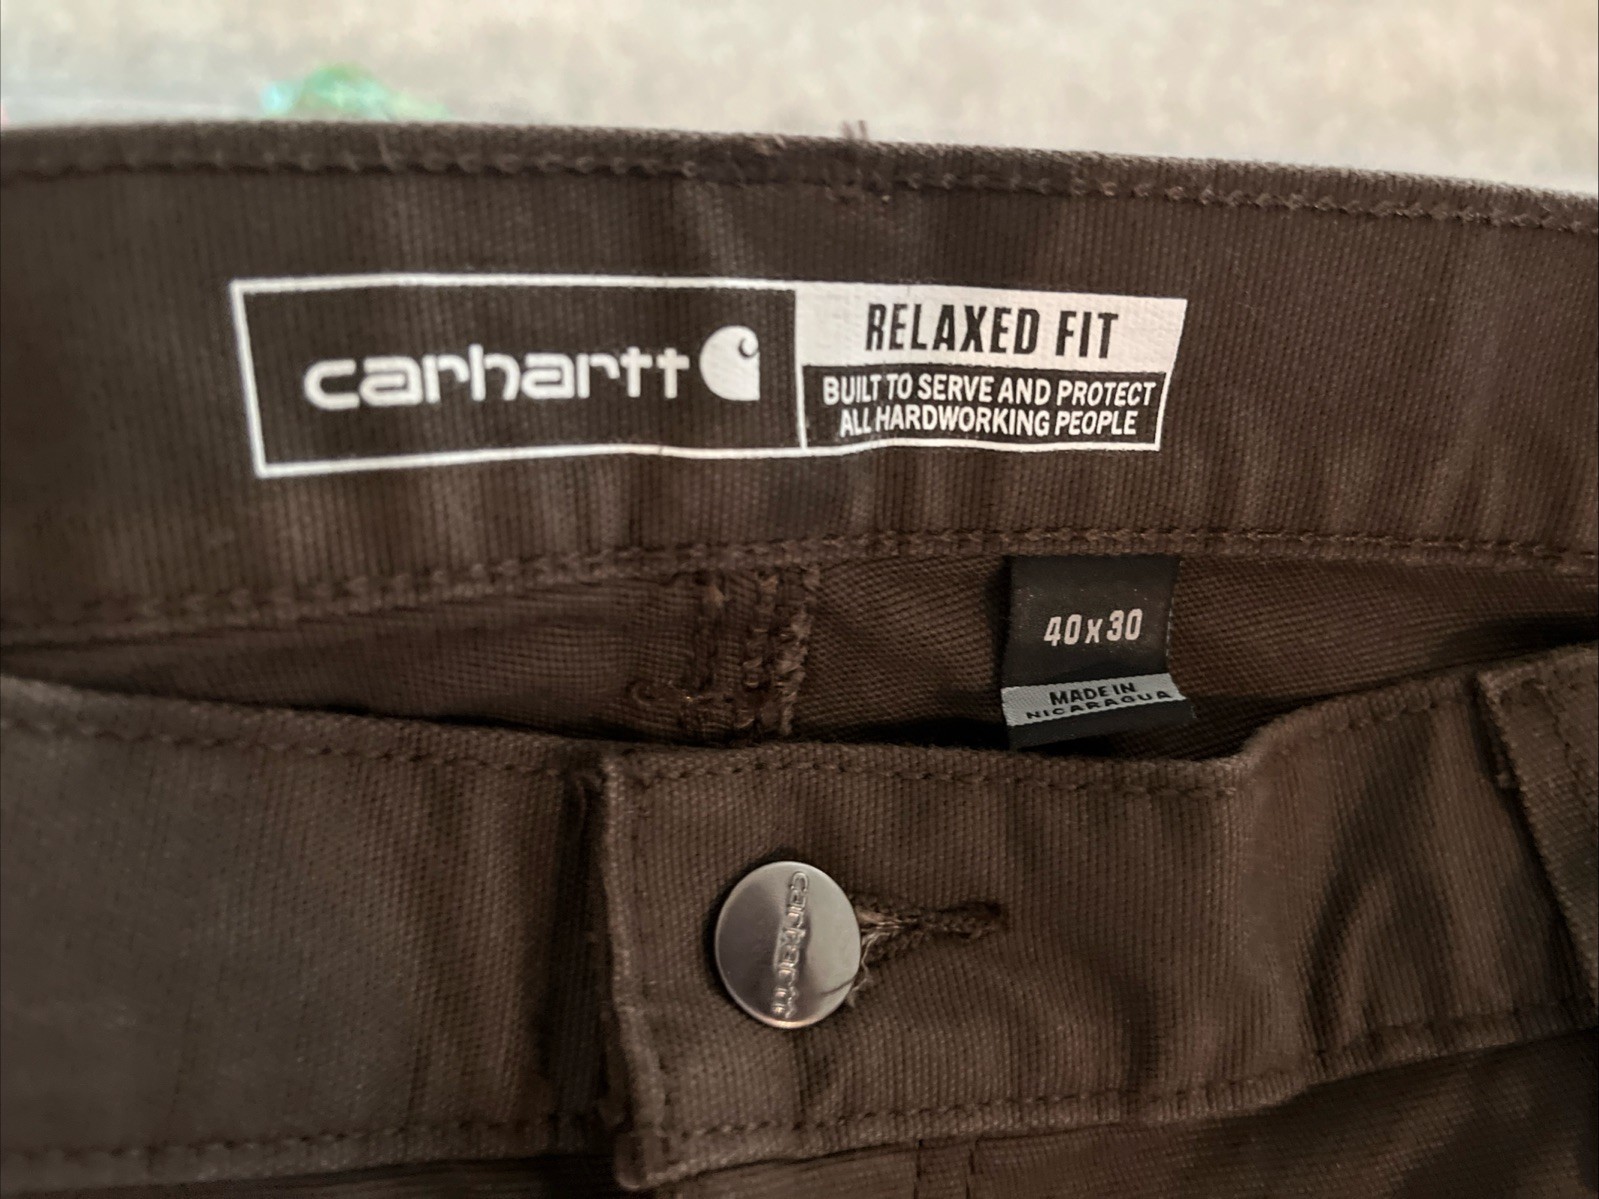 carhartt
RELAXED FIT
BUILT TO SERVE AND PROTECT
ALL HARDWORKING PEOPLE
40x30
MADE IN
NICARAGUA
carhartt